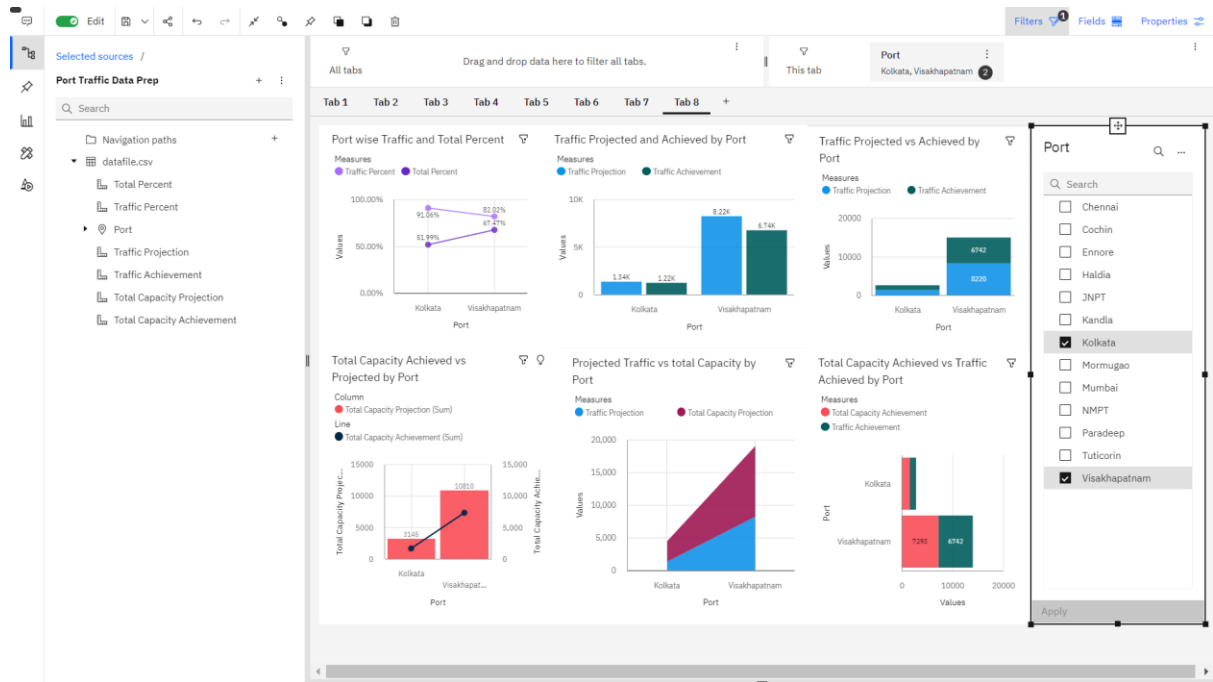 Edit
Filters 1
Fields
Properties
Selected sources /
Port Traffic Data Prep
Search
Navigation paths
datafile.csv
Total Percent
Traffic Percent
Port
Traffic Projection
Traffic Achievement
Total Capacity Projection
Total Capacity Achievement
All tabs
Drag and drop data here to filter all tabs.
This tab
Port
Kolkata, Visakhapatnam 2
Tab 1 Tab 2 Tab 3 Tab 4 Tab 5 Tab 6 Tab 7 Tab 8 +
Port wise Traffic and Total Percent
Measures
Traffic Percent Total Percent
100.00%
50.00%
0.00%
Values
91.06%
82.02%
67.47%
51.99%
Kolkata Visakhapatnam
Port
Traffic Projected and Achieved by Port
Measures
Traffic Projection Traffic Achievement
10K
5K
0
Values
1.34K 1.22K 8.22K 6.74K
Kolkata Visakhapatnam
Port
Traffic Projected vs Achieved by
Port
Measures
Traffic Projection Traffic Achievement
20000
10000
0
Values
6742
8220
Kolkata Visakhapatnam
Port
Total Capacity Achieved vs
Projected by Port
Column
Total Capacity Projection (Sum)
Line
Total Capacity Achievement (Sum)
15000
10000
5000
0
Total Capacity Projec...
3145
10810
15,000
10,000
5,000
0
Total Capacity Achie...
Kolkata
Visakhapat...
Port
Projected Traffic vs total Capacity by
Port
Measures
Traffic Projection Total Capacity Projection
20,000
15,000
10,000
5,000
0
Values
Kolkata Visakhapatnam
Port
Total Capacity Achieved vs Traffic
Achieved by Port
Measures
Total Capacity Achievement
Traffic Achievement
Port
Kolkata
Visakhapatnam
7293 6742
0 10000 20000
Values
Port
Search
Chennai
Cochin
Ennore
Haldia
JNPT
Kandla
Kolkata
Mormugao
Mumbai
NMPT
Paradeep
Tuticorin
Visakhapatnam
Apply